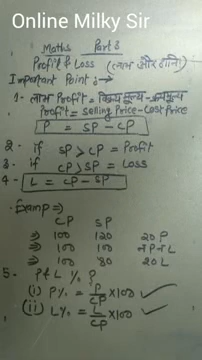 Online Milky Sir
Maths Part 8
Profit & Loss (लाभ और हानि)
Important Point :→
1 - लाभ Profit = विक्रय मूल्य - क्रय मूल्य
Profit = Selling Price - Cost Price
P = SP - CP
2 - if SP > CP = Profit
3 - if CP > SP = Loss
4 - L = CP - SP
Examp ⇒)
CP SP
⇒ 100 120 20 P
⇒ 100 100 न P न L
⇒ 100 80 20 L
5 - P & L % ?
(i) P% = P/CP × 100
(ii) L% = L/CP × 100